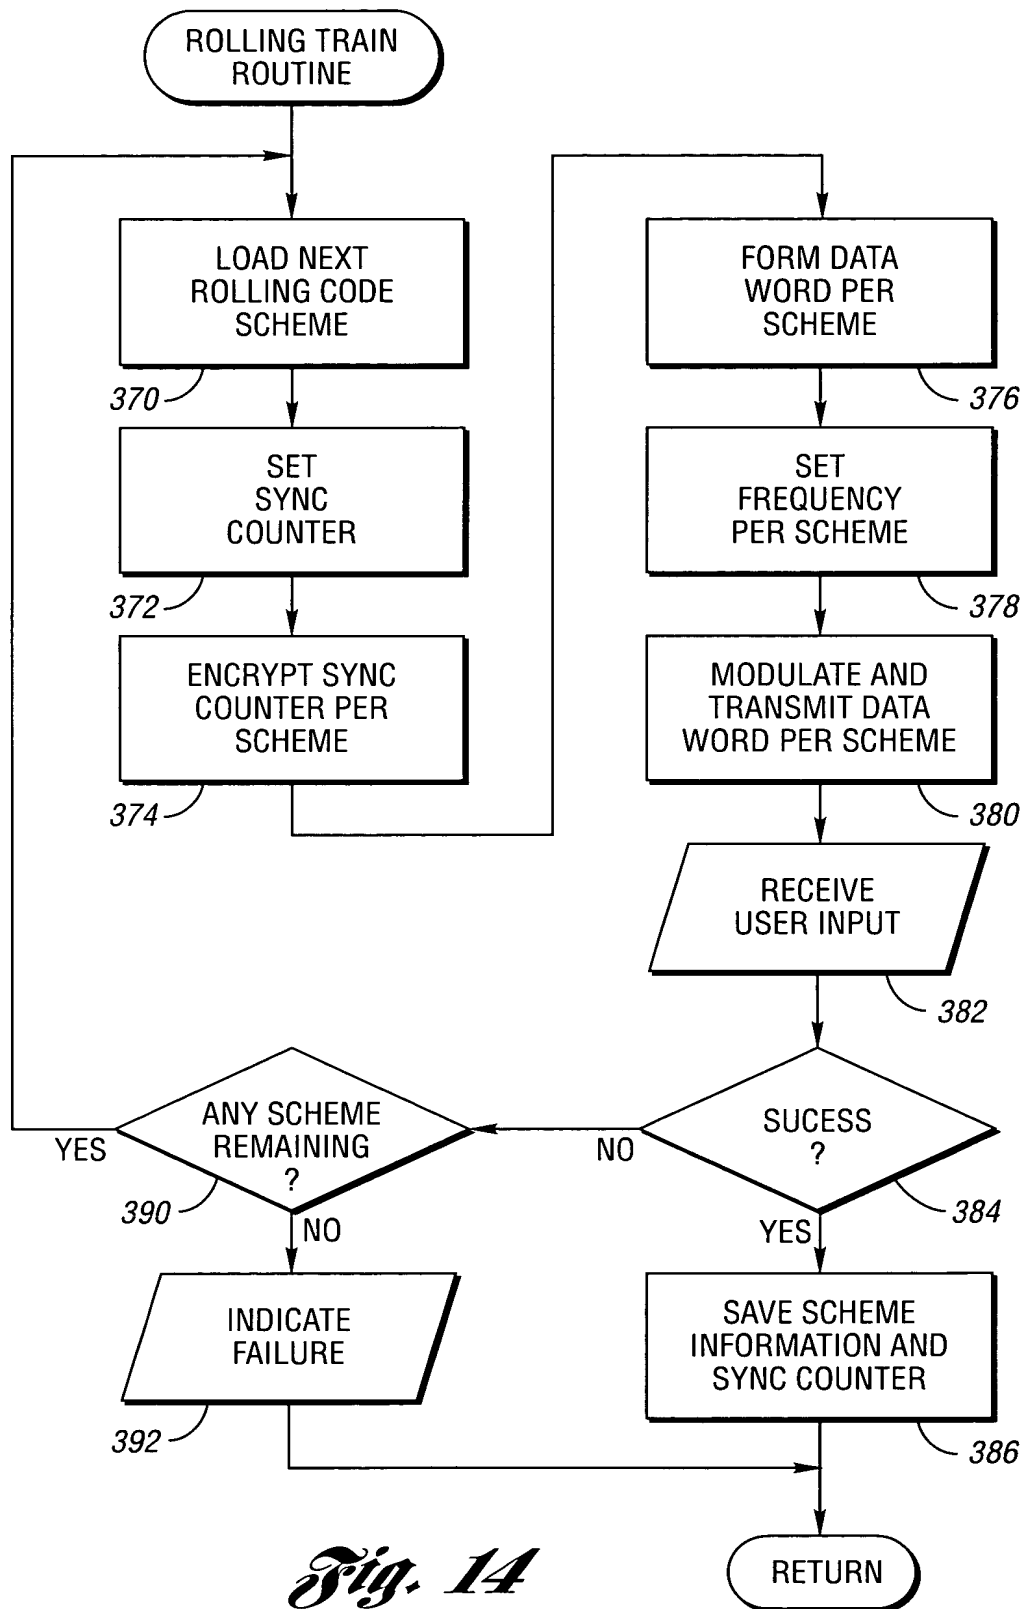 ROLLING TRAIN
ROUTINE
LOAD NEXT
ROLLING CODE
SCHEME
370
SET
SYNC
COUNTER
372
ENCRYPT SYNC
COUNTER PER
SCHEME
374
FORM DATA
WORD PER
SCHEME
376
SET
FREQUENCY
PER SCHEME
378
MODULATE AND
TRANSMIT DATA
WORD PER SCHEME
380
RECEIVE
USER INPUT
382
SUCESS
?
384
NO
YES
ANY SCHEME
REMAINING
?
390
YES
NO
INDICATE
FAILURE
392
SAVE SCHEME
INFORMATION AND
SYNC COUNTER
386
RETURN
Fig. 14